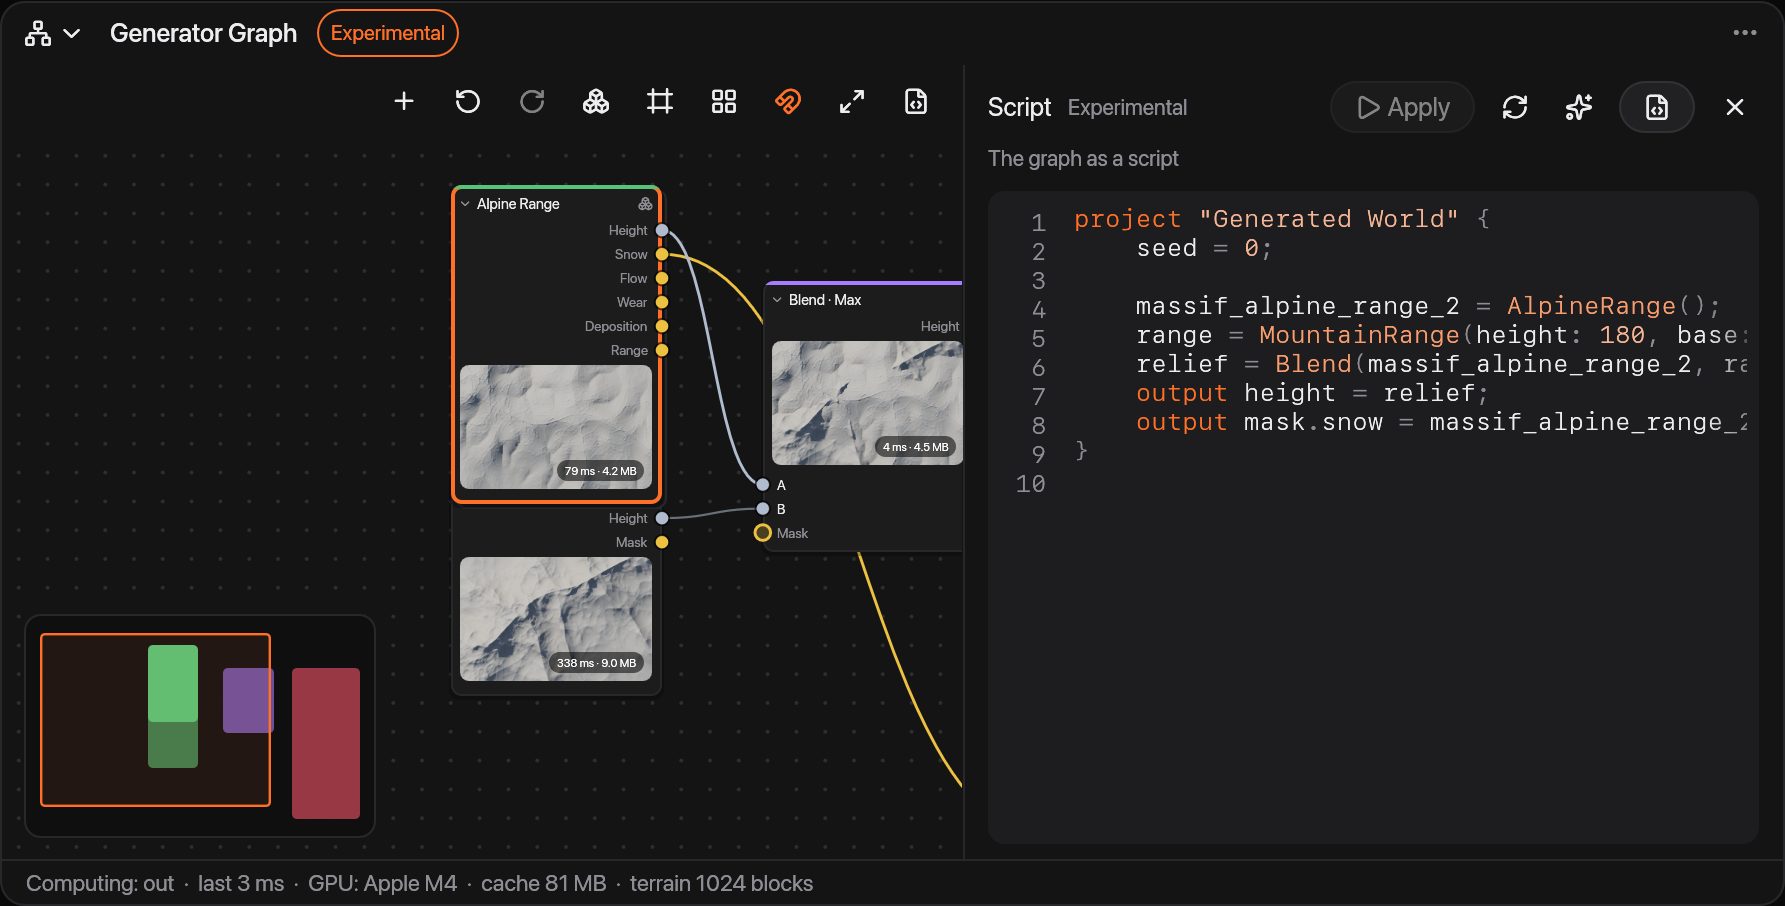 Generator Graph
Experimental
Script
Experimental
Apply
The graph as a script
Alpine Range
Height
Snow
Flow
Wear
Deposition
Range
79 ms · 4.2 MB
Height
Mask
338 ms · 9.0 MB
Blend · Max
Height
4 ms · 4.5 MB
A
B
Mask
1 project "Generated World" {
2 seed = 0;
3
4 massif_alpine_range_2 = AlpineRange();
5 range = MountainRange(height: 180, base:
6 relief = Blend(massif_alpine_range_2, ra
7 output height = relief;
8 output mask.snow = massif_alpine_range_2
9 }
10
Computing: out · last 3 ms · GPU: Apple M4 · cache 81 MB · terrain 1024 blocks